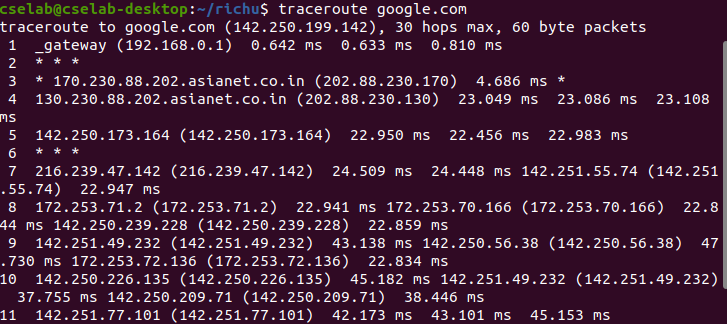 cselab@cselab-desktop:~/richu$ traceroute google.com
traceroute to google.com (142.250.199.142), 30 hops max, 60 byte packets
 1  _gateway (192.168.0.1)  0.642 ms  0.633 ms  0.810 ms
 2  * * *
 3  * 170.230.88.202.asianet.co.in (202.88.230.170)  4.686 ms *
 4  130.230.88.202.asianet.co.in (202.88.230.130)  23.049 ms  23.086 ms  23.108
ms
 5  142.250.173.164 (142.250.173.164)  22.950 ms  22.456 ms  22.983 ms
 6  * * *
 7  216.239.47.142 (216.239.47.142)  24.509 ms  24.448 ms 142.251.55.74 (142.251
.55.74)  22.947 ms
 8  172.253.71.2 (172.253.71.2)  22.941 ms 172.253.70.166 (172.253.70.166)  22.8
44 ms 142.250.239.228 (142.250.239.228)  22.859 ms
 9  142.251.49.232 (142.251.49.232)  43.138 ms 142.250.56.38 (142.250.56.38)  47
.730 ms 172.253.72.136 (172.253.72.136)  22.834 ms
10  142.250.226.135 (142.250.226.135)  45.182 ms 142.251.49.232 (142.251.49.232)
  37.755 ms 142.250.209.71 (142.250.209.71)  38.446 ms
11  142.251.77.101 (142.251.77.101)  42.173 ms  43.101 ms  45.153 ms